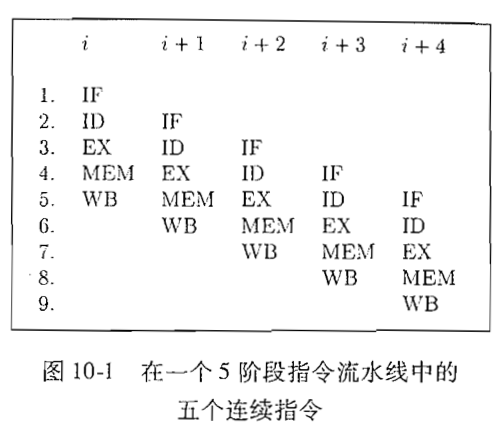 i i + 1 i + 2 i + 3 i + 4
1. IF
2. ID IF
3. EX ID IF
4. MEM EX ID IF
5. WB MEM EX ID IF
6. WB MEM EX ID
7. WB MEM EX
8. WB MEM
9. WB
图 10-1 在一个 5 阶段指令流水线中的
五个连续指令